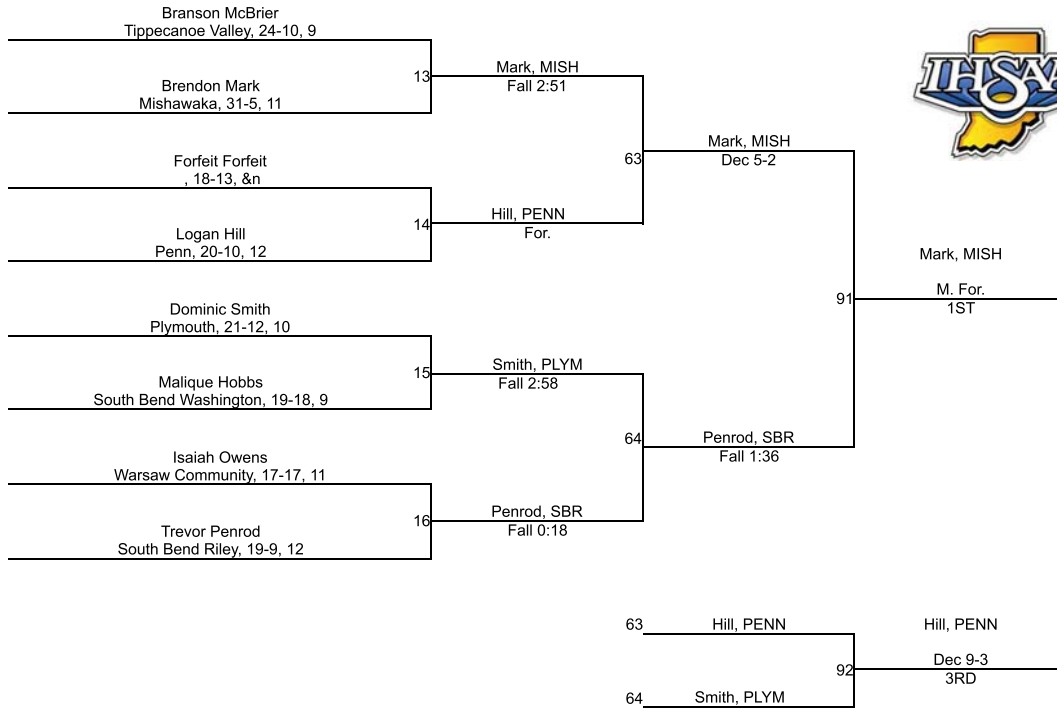 Branson McBrier
Tippecanoe Valley, 24-10, 9
13
Mark, MISH
Fall 2:51
Brendon Mark
Mishawaka, 31-5, 11
IHSAA
63
Mark, MISH
Dec 5-2
Forfeit Forfeit
, 18-13, &n
14
Hill, PENN
For.
Logan Hill
Penn, 20-10, 12
91
Mark, MISH
M. For.
1ST
Dominic Smith
Plymouth, 21-12, 10
15
Smith, PLYM
Fall 2:58
Malique Hobbs
South Bend Washington, 19-18, 9
64
Penrod, SBR
Fall 1:36
Isaiah Owens
Warsaw Community, 17-17, 11
16
Penrod, SBR
Fall 0:18
Trevor Penrod
South Bend Riley, 19-9, 12
63
Hill, PENN
92
Hill, PENN
Dec 9-3
3RD
64
Smith, PLYM